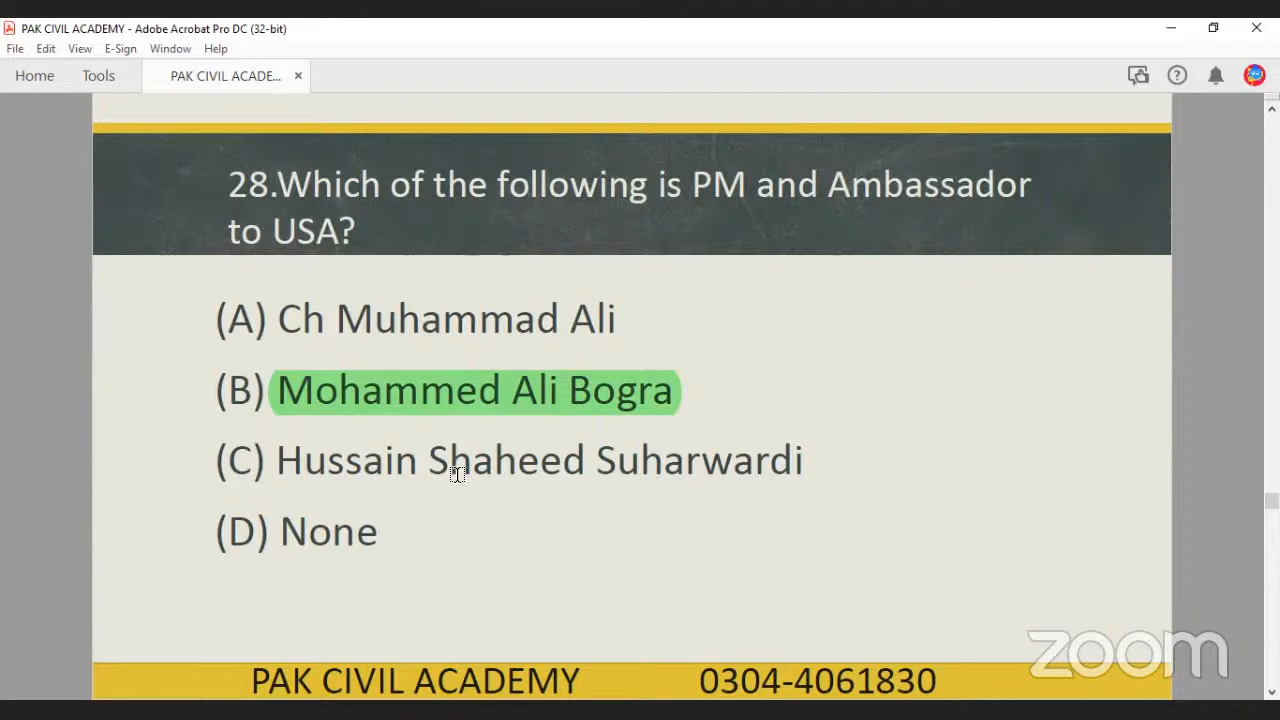 PAK CIVIL ACADEMY - Adobe Acrobat Pro DC (32-bit)
File Edit View E-Sign Window Help
Home Tools PAK CIVIL ACADE... ×
28.Which of the following is PM and Ambassador
to USA?
(A) Ch Muhammad Ali
(B) Mohammed Ali Bogra
(C) Hussain Shaheed Suharwardi
(D) None
zoom
PAK CIVIL ACADEMY 0304-4061830